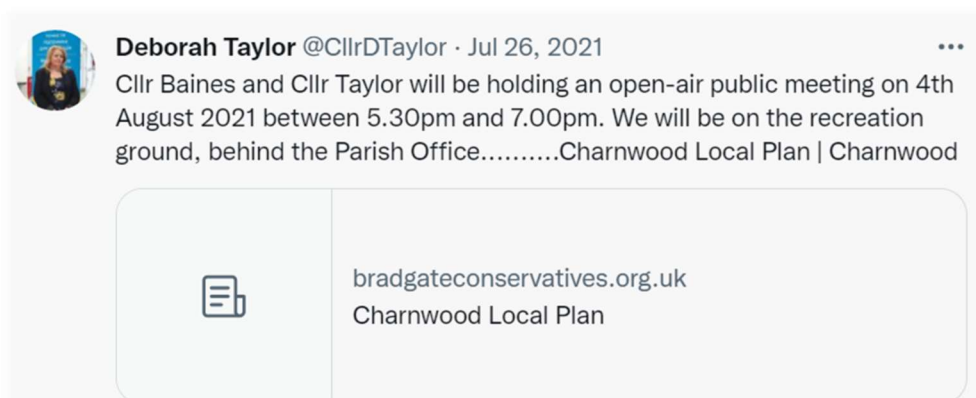 Deborah Taylor @CllrDTaylor · Jul 26, 2021
Cllr Baines and Cllr Taylor will be holding an open-air public meeting on 4th
August 2021 between 5.30pm and 7.00pm. We will be on the recreation
ground, behind the Parish Office..........Charnwood Local Plan | Charnwood
bradgateconservatives.org.uk
Charnwood Local Plan